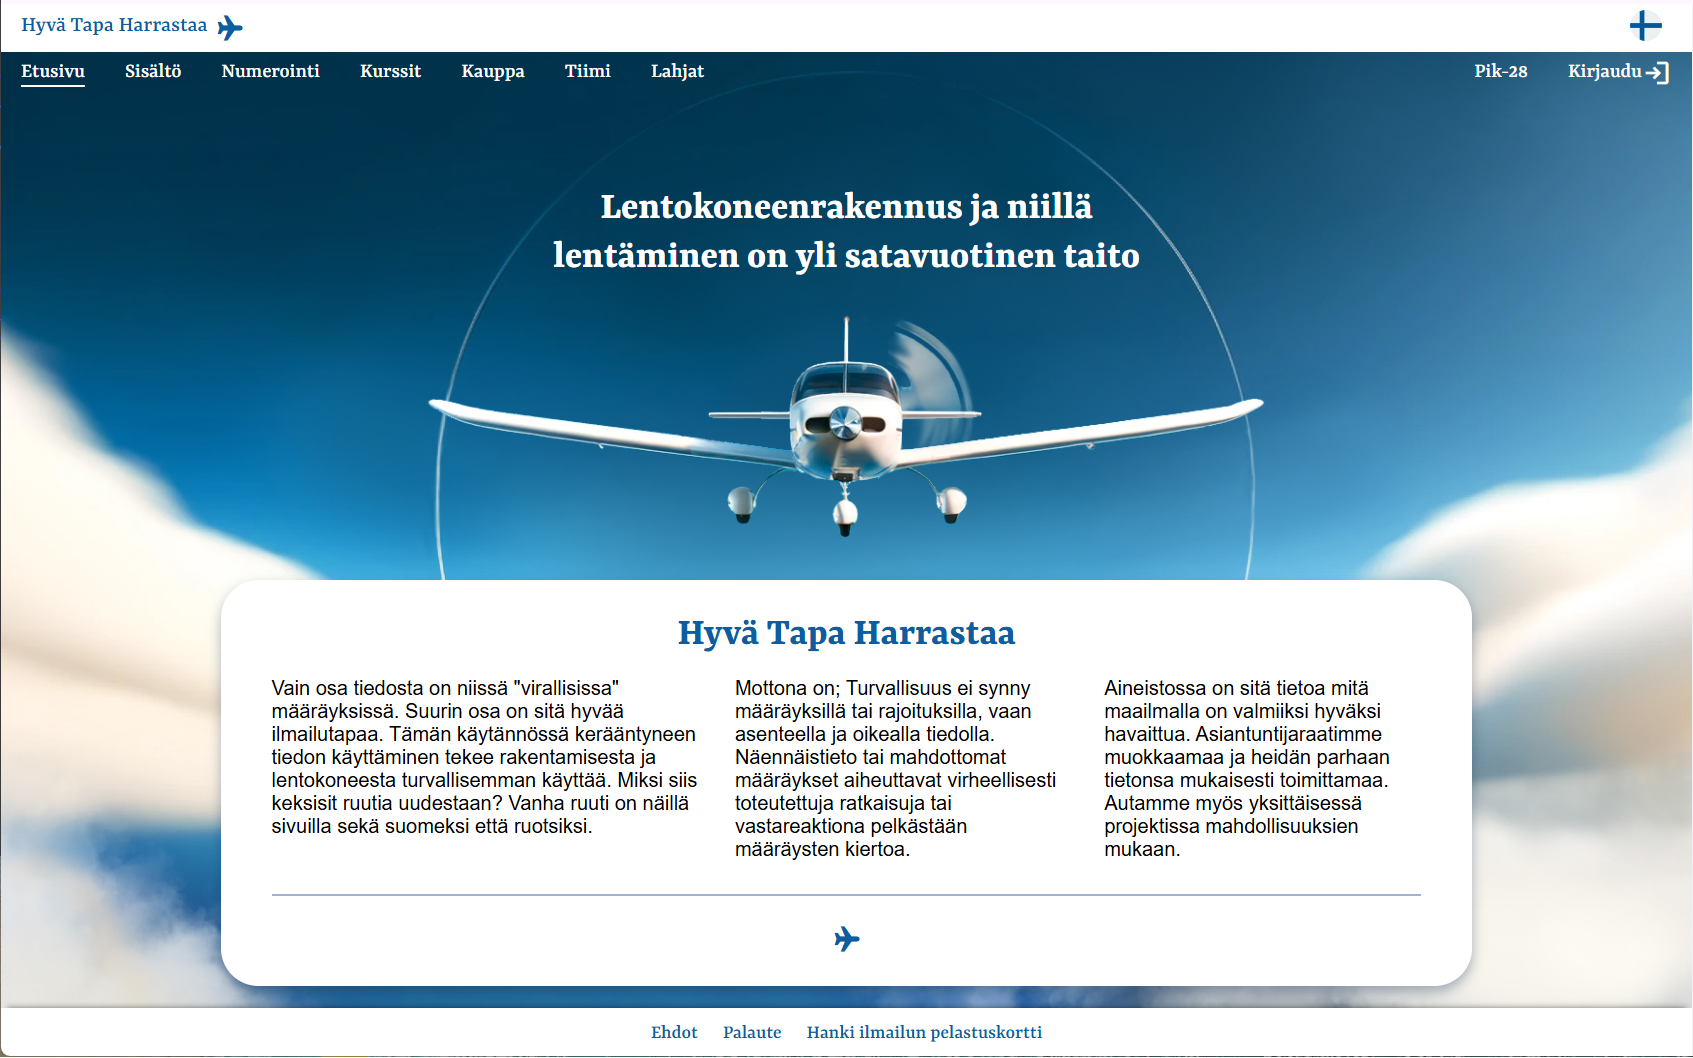 Hyvä Tapa Harrastaa
Etusivu Sisältö Numerointi Kurssit Kauppa Tiimi Lahjat Pik-28 Kirjaudu
Lentokoneenrakennus ja niillä
lentäminen on yli satavuotinen taito
Hyvä Tapa Harrastaa
Vain osa tiedosta on niissä "virallisissa"
määräyksissä. Suurin osa on sitä hyvää
ilmailutapaa. Tämän käytännössä kerääntyneen
tiedon käyttäminen tekee rakentamisesta ja
lentokoneesta turvallisemman käyttää. Miksi siis
keksisit ruutia uudestaan? Vanha ruuti on näillä
sivuilla sekä suomeksi että ruotsiksi.
Mottona on; Turvallisuus ei synny
määräyksillä tai rajoituksilla, vaan
asenteella ja oikealla tiedolla.
Näennäistieto tai mahdottomat
määräykset aiheuttavat virheellisesti
toteutettuja ratkaisuja tai
vastareaktiona pelkästään
määräysten kiertoa.
Aineistossa on sitä tietoa mitä
maailmalla on valmiiksi hyväksi
havaittua. Asiantuntijaraatimme
muokkaamaa ja heidän parhaan
tietonsa mukaisesti toimittamaa.
Autamme myös yksittäisessä
projektissa mahdollisuuksien
mukaan.
Ehdot Palaute Hanki ilmailun pelastuskortti